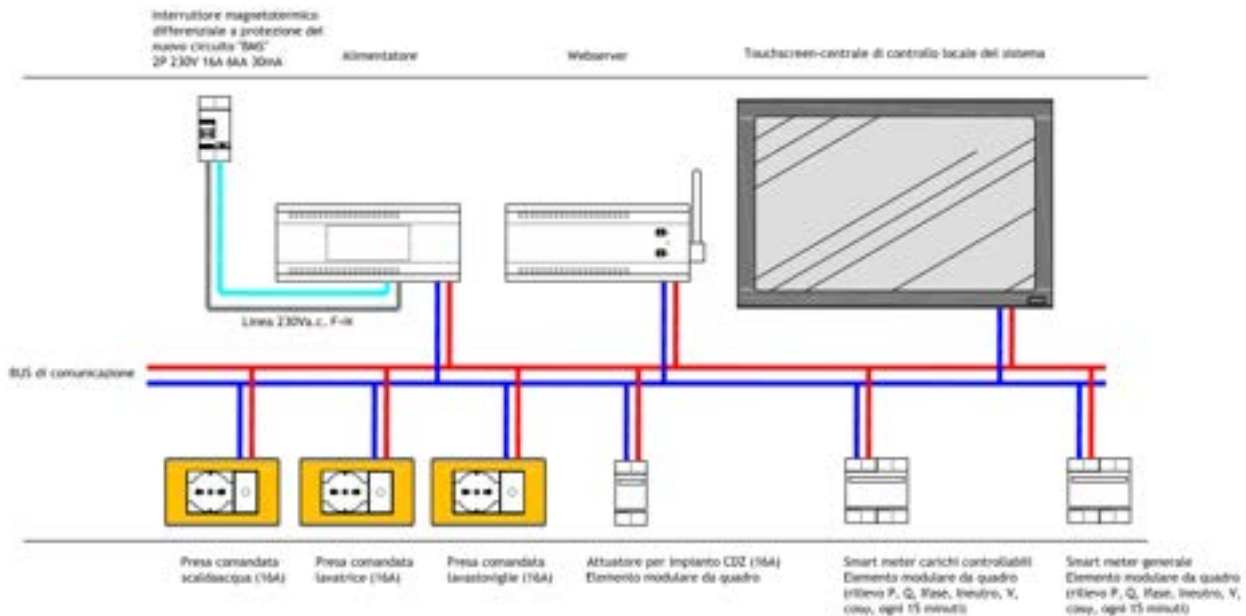 Interruttore magnetotermico
differenziale a protezione del
nuovo circuito "BMS"
2P 230V 16A 6kA 30mA
Alimentatore
Webserver
Touchscreen-centrale di controllo locale del sistema
Linea 230Va.c. F-N
BUS di comunicazione
Presa comandata
scaldaacqua (16A)
Presa comandata
lavatrice (16A)
Presa comandata
lavastoviglie (16A)
Attuatore per impianto CDZ (16A)
Elemento modulare da quadro
Smart meter carichi controllabili
Elemento modulare da quadro
(rilievo P, Q, Ifase, Ineutro, V,
cosφ, ogni 15 minuti)
Smart meter generale
Elemento modulare da quadro
(rilievo P, Q, Ifase, Ineutro, V,
cosφ, ogni 15 minuti)